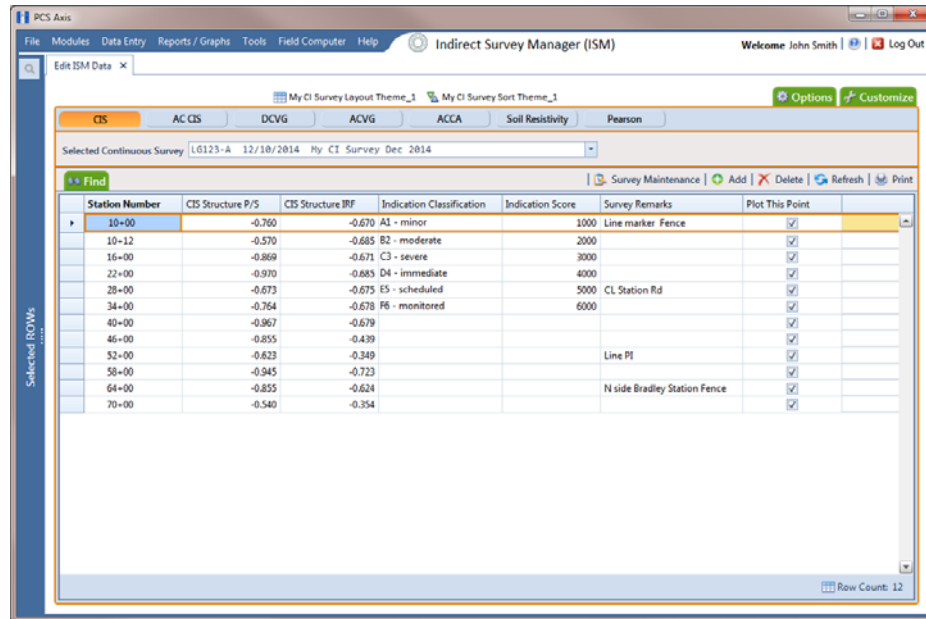 PCS Axis
File Modules Data Entry Reports / Graphs Tools Field Computer Help Indirect Survey Manager (ISM) Welcome John Smith | | Log Out
Edit ISM Data ×
My CI Survey Layout Theme_1 My CI Survey Sort Theme_1 Options Customize
CIS AC CIS DCVG ACVG ACCA Soil Resistivity Pearson
Selected Continuous Survey LG123-A 12/10/2014 My CI Survey Dec 2014
Find | Survey Maintenance | Add | Delete | Refresh | Print
Station Number CIS Structure P/S CIS Structure IRF Indication Classification Indication Score Survey Remarks Plot This Point
10+00 -0.760 -0.670 A1 - minor 1000 Line marker Fence
10+12 -0.570 -0.685 B2 - moderate 2000
16+00 -0.869 -0.671 C3 - severe 3000
22+00 -0.970 -0.685 D4 - immediate 4000
28+00 -0.673 -0.675 E5 - scheduled 5000 CL Station Rd
34+00 -0.764 -0.678 F6 - monitored 6000
40+00 -0.967 -0.679
46+00 -0.855 -0.439
52+00 -0.623 -0.349 Line PI
58+00 -0.945 -0.723
64+00 -0.855 -0.624 N side Bradley Station Fence
70+00 -0.540 -0.354
Selected ROWs
Row Count: 12